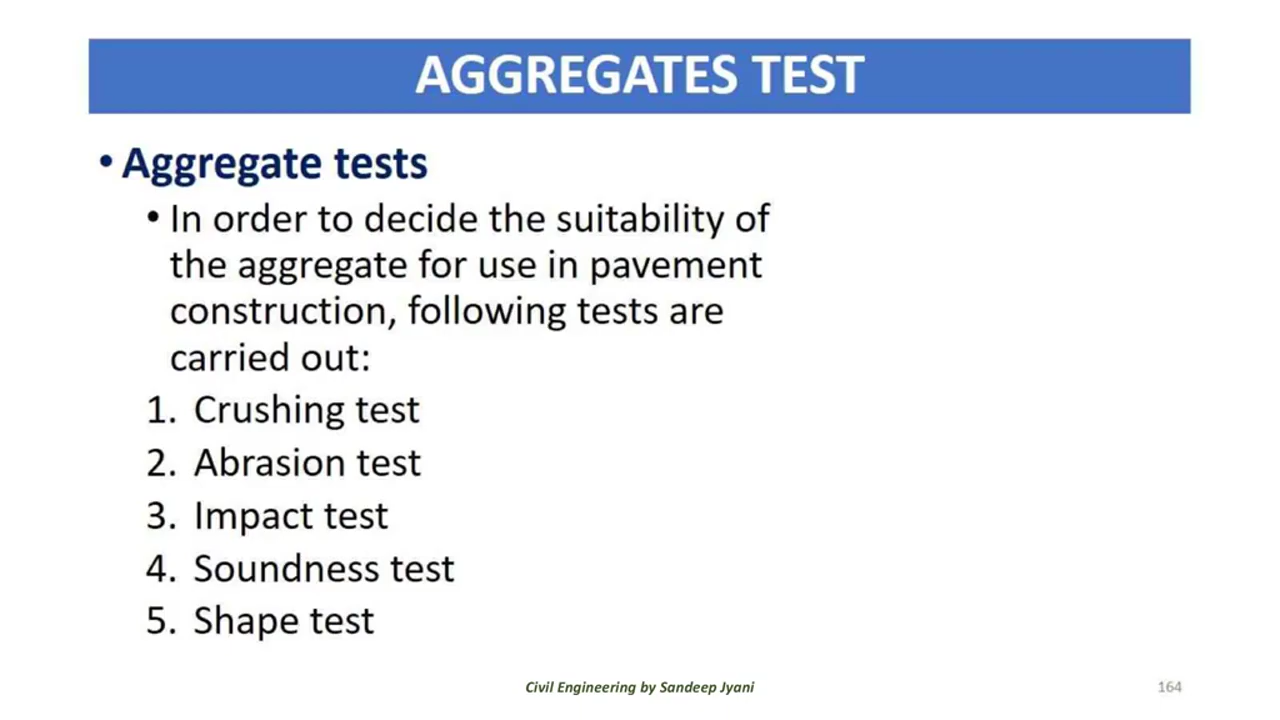 AGGREGATES TEST
• Aggregate tests
• In order to decide the suitability of
the aggregate for use in pavement
construction, following tests are
carried out:
1. Crushing test
2. Abrasion test
3. Impact test
4. Soundness test
5. Shape test
Civil Engineering by Sandeep Jyani
164